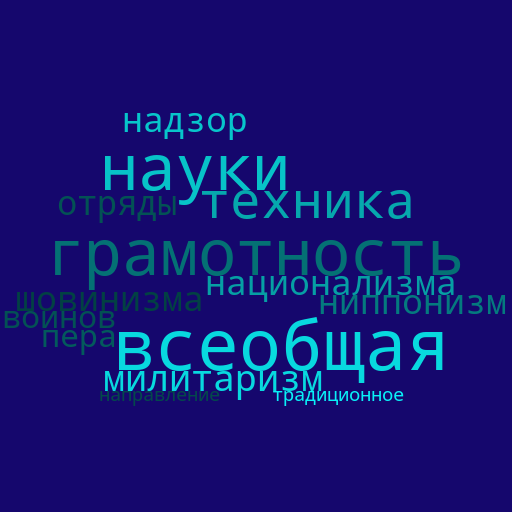 надзор
науки
отряды техника
грамотность
национализма
шовинизма ниппонизм
воинов
пера всеобщая
милитаризм
направление традиционное